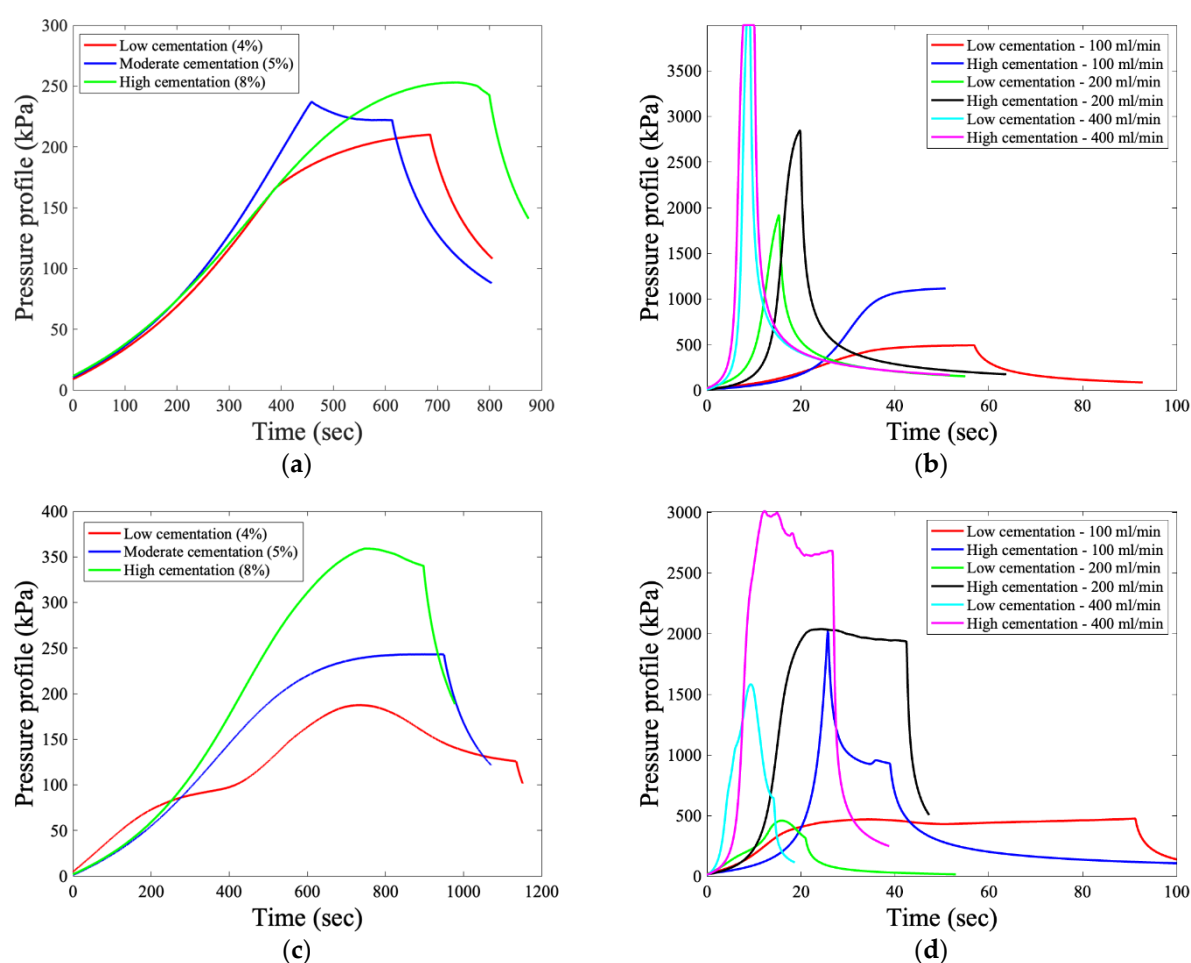 300
250
200
150
100
50
0
Pressure profile (kPa)
Low cementation (4%)
Moderate cementation (5%)
High cementation (8%)
0 100 200 300 400 500 600 700 800 900
Time (sec)
(a)
3500
3000
2500
2000
1500
1000
500
0
Pressure profile (kPa)
Low cementation - 100 ml/min
High cementation - 100 ml/min
Low cementation - 200 ml/min
High cementation - 200 ml/min
Low cementation - 400 ml/min
High cementation - 400 ml/min
0 20 40 60 80 100
Time (sec)
(b)
400
350
300
250
200
150
100
50
0
Pressure profile (kPa)
Low cementation (4%)
Moderate cementation (5%)
High cementation (8%)
0 200 400 600 800 1000 1200
Time (sec)
(c)
3000
2500
2000
1500
1000
500
0
Pressure profile (kPa)
Low cementation - 100 ml/min
High cementation - 100 ml/min
Low cementation - 200 ml/min
High cementation - 200 ml/min
Low cementation - 400 ml/min
High cementation - 400 ml/min
0 20 40 60 80 100
Time (sec)
(d)